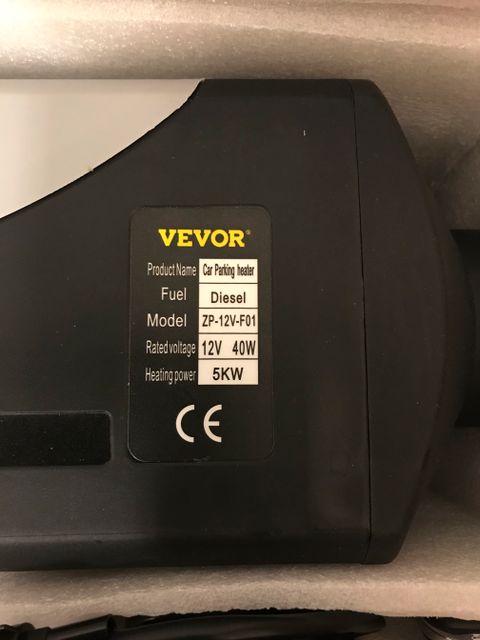 VEVOR®
Product Name Car Parking heater
Fuel Diesel
Model ZP-12V-F01
Rated voltage 12V 40W
Heating power 5KW
CE